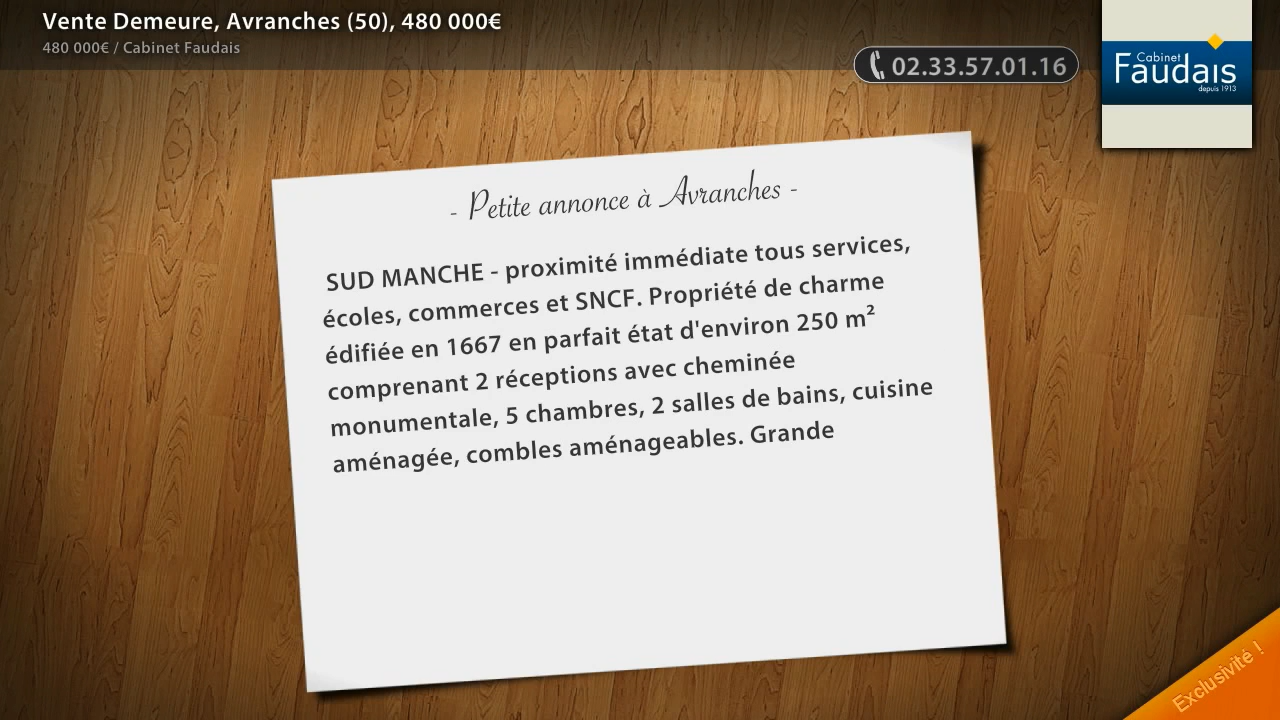 Vente Demeure, Avranches (50), 480 000€
480 000€ / Cabinet Faudais
02.33.57.01.16
Cabinet
Faudais
depuis 1913
- Petite annonce à Avranches -
SUD MANCHE - proximité immédiate tous services,
écoles, commerces et SNCF. Propriété de charme
édifiée en 1667 en parfait état d'environ 250 m²
comprenant 2 réceptions avec cheminée
monumentale, 5 chambres, 2 salles de bains, cuisine
aménagée, combles aménageables. Grande
Exclusivité !